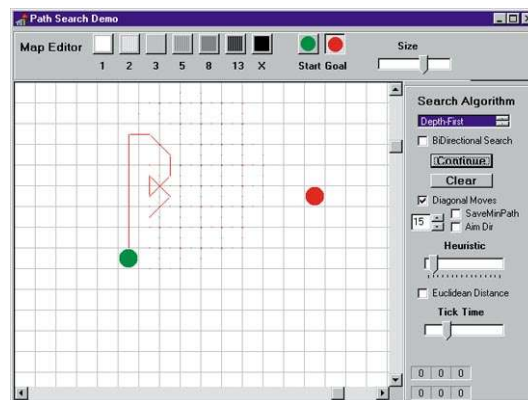 Path Search Demo
Map Editor
1 2 3 5 8 13 X
Start Goal
Size
Search Algorithm
Depth-First
BiDirectional Search
Continue
Clear
Diagonal Moves
15
SaveMinPath
Aim Dir
Heuristic
Euclidean Distance
Tick Time
0 0 0
0 0 0